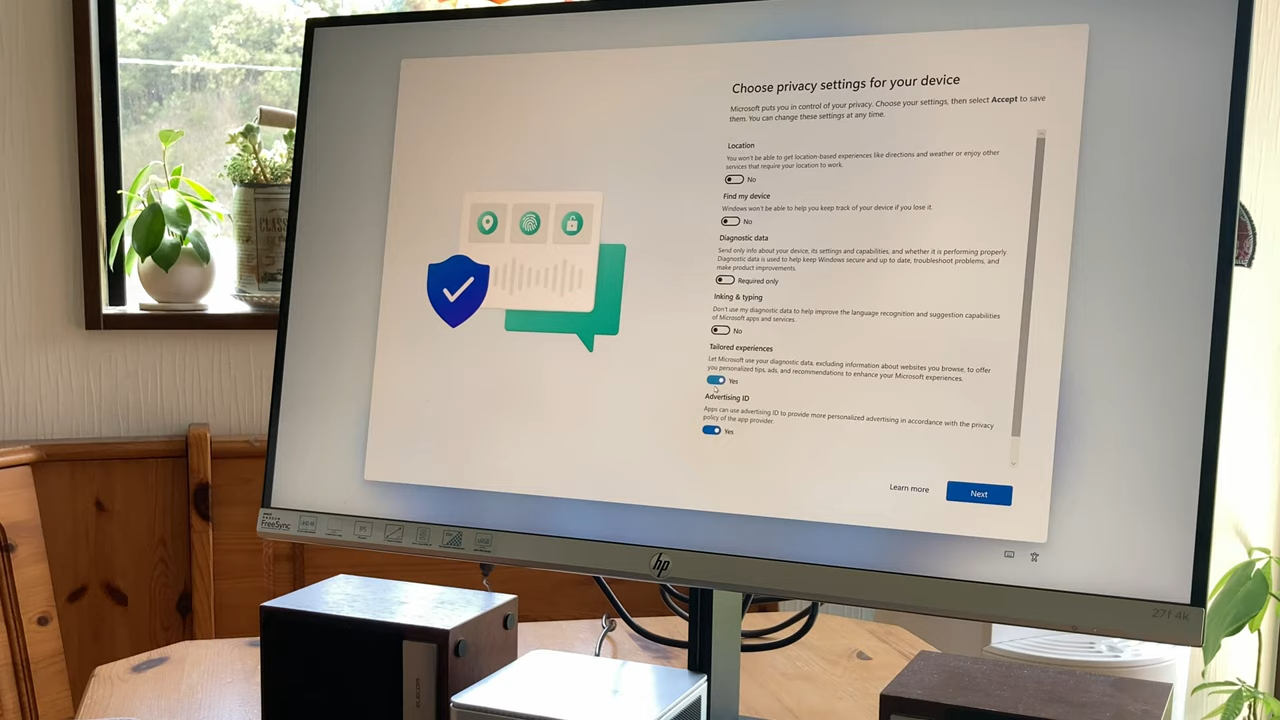 Choose privacy settings for your device
Microsoft puts you in control of your privacy. Choose your settings, then select Accept to save
them. You can change these settings at any time.
Location
You won't be able to get location-based experiences like directions and weather or enjoy other
services that require your location to work.
No
Find my device
Windows won't be able to help you keep track of your device if you lose it.
No
Diagnostic data
Send only info about your device, its settings and capabilities, and whether it is performing properly.
Diagnostic data is used to help keep Windows secure and up to date, troubleshoot problems, and
make product improvements.
Required only
Inking & typing
Don't use my diagnostic data to help improve the language recognition and suggestion capabilities
of Microsoft apps and services.
No
Tailored experiences
Let Microsoft use your diagnostic data, excluding information about websites you browse, to offer
you personalized tips, ads, and recommendations to enhance your Microsoft experiences.
Yes
Advertising ID
Apps can use advertising ID to provide more personalized advertising in accordance with the privacy
policy of the app provider.
Yes
Learn more
Next
FreeSync
IPS
hp
27f 4k
ELECOM